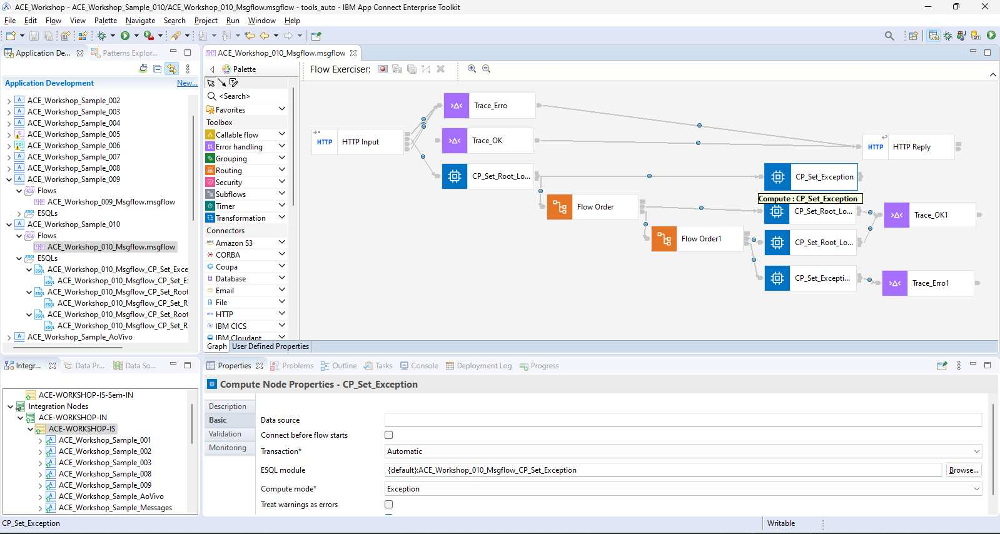 ACE_Workshop - ACE_Workshop_Sample_010/ACE_Workshop_010_Msgflow.msgflow - tools_auto - IBM App Connect Enterprise Toolkit
File Edit Flow View Palette Navigate Search Project Run Window Help
Application De...
Patterns Explor...
Application Development
New...
ACE_Workshop_Sample_002
ACE_Workshop_Sample_003
ACE_Workshop_Sample_004
ACE_Workshop_Sample_005
ACE_Workshop_Sample_006
ACE_Workshop_Sample_007
ACE_Workshop_Sample_008
ACE_Workshop_Sample_009
Flows
ACE_Workshop_009_Msgflow.msgflow
ESQLs
ACE_Workshop_Sample_010
Flows
ACE_Workshop_010_Msgflow.msgflow
ESQLs
ACE_Workshop_010_Msgflow_CP_Set_Exce
ACE_Workshop_010_Msgflow_CP_Set_E
ACE_Workshop_010_Msgflow_CP_Set_Root
ACE_Workshop_010_Msgflow_CP_Set_R
ACE_Workshop_010_Msgflow_CP_Set_Root
ACE_Workshop_010_Msgflow_CP_Set_R
ACE_Workshop_Sample_AoVivo
ACE_Workshop_010_Msgflow.msgflow
Palette
<Search>
Favorites
Toolbox
Callable flow
Error handling
Grouping
Routing
Security
Subflows
Timer
Transformation
Connectors
Amazon S3
CORBA
Coupa
Database
Email
File
HTTP
IBM CICS
IBM Cloudant
Graph
User Defined Properties
Flow Exerciser:
Trace_Erro
HTTP
HTTP Input
Trace_OK
HTTP
HTTP Reply
CP_Set_Root_Lo...
CP_Set_Exception
Compute : CP_Set_Exception
Flow Order
CP_Set_Root_Lo...
Trace_OK1
Flow Order1
CP_Set_Root_Lo...
CP_Set_Excepti...
Trace_Erro1
Integr...
Data Pr...
Data So...
ACE-WORKSHOP-IS-Sem-IN
Integration Nodes
ACE-WORKSHOP-IN
ACE-WORKSHOP-IS
ACE_Workshop_Sample_001
ACE_Workshop_Sample_002
ACE_Workshop_Sample_003
ACE_Workshop_Sample_008
ACE_Workshop_Sample_009
ACE_Workshop_Sample_AoVivo
ACE_Workshop_Sample_Messages
Properties
Problems
Outline
Tasks
Console
Deployment Log
Progress
Compute Node Properties - CP_Set_Exception
Description
Basic
Validation
Monitoring
Data source
Connect before flow starts
Transaction*
Automatic
ESQL module
{default}:ACE_Workshop_010_Msgflow_CP_Set_Exception
Browse...
Compute mode*
Exception
Treat warnings as errors
CP_Set_Exception
Writable